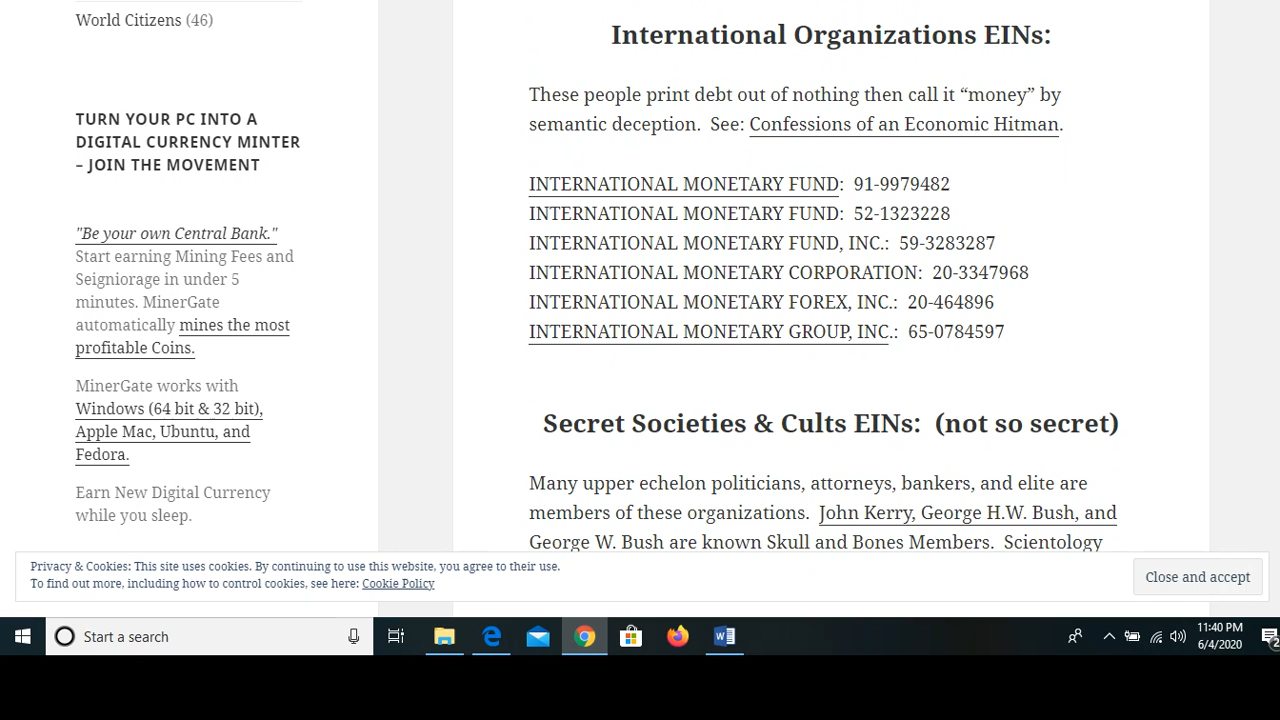 World Citizens (46)
TURN YOUR PC INTO A
DIGITAL CURRENCY MINTER
– JOIN THE MOVEMENT
"Be your own Central Bank."
Start earning Mining Fees and
Seigniorage in under 5
minutes. MinerGate
automatically mines the most
profitable Coins.
MinerGate works with
Windows (64 bit & 32 bit),
Apple Mac, Ubuntu, and
Fedora.
Earn New Digital Currency
while you sleep.
International Organizations EINs:
These people print debt out of nothing then call it “money” by
semantic deception.  See: Confessions of an Economic Hitman.
INTERNATIONAL MONETARY FUND:  91-9979482
INTERNATIONAL MONETARY FUND:  52-1323228
INTERNATIONAL MONETARY FUND, INC.:  59-3283287
INTERNATIONAL MONETARY CORPORATION:  20-3347968
INTERNATIONAL MONETARY FOREX, INC.:  20-464896
INTERNATIONAL MONETARY GROUP, INC.:  65-0784597
Secret Societies & Cults EINs:  (not so secret)
Many upper echelon politicians, attorneys, bankers, and elite are
members of these organizations.  John Kerry, George H.W. Bush, and
George W. Bush are known Skull and Bones Members.  Scientology
Privacy & Cookies: This site uses cookies. By continuing to use this website, you agree to their use.
To find out more, including how to control cookies, see here: Cookie Policy
Close and accept
Start a search
11:40 PM
6/4/2020
2